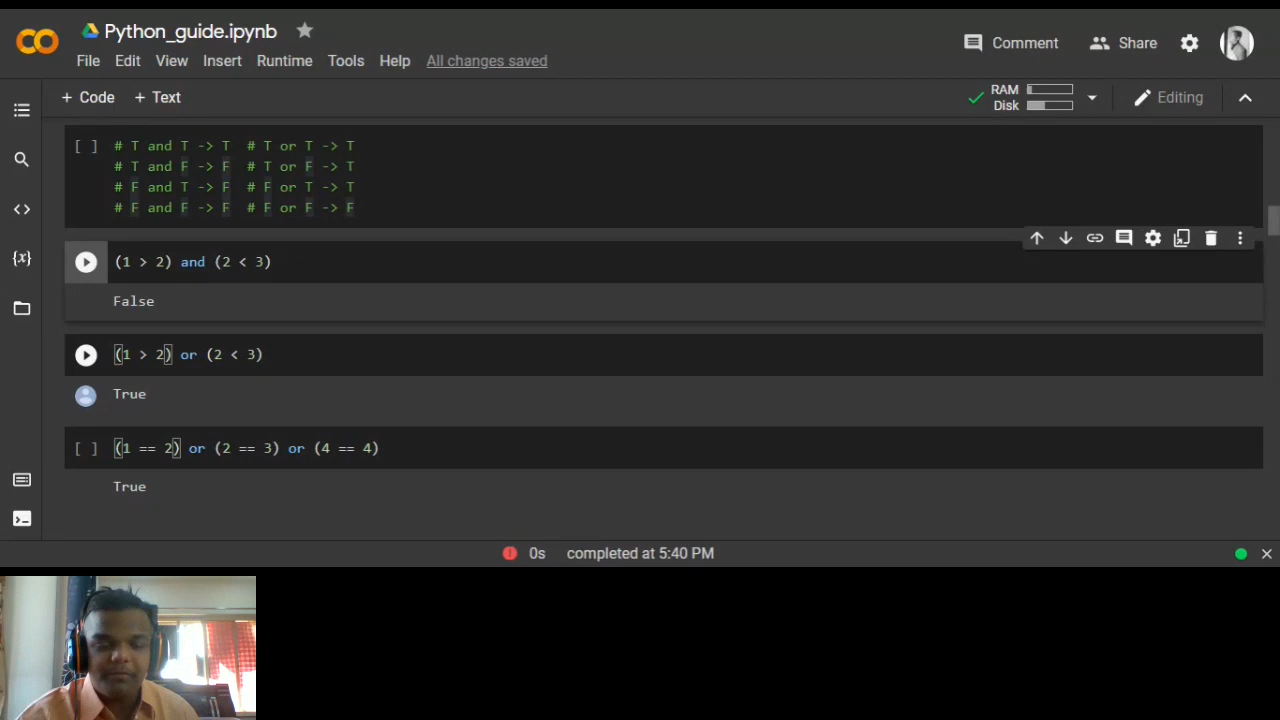 Python_guide.ipynb
File Edit View Insert Runtime Tools Help All changes saved
Comment Share
+ Code + Text
RAM
Disk
Editing
[ ] # T and T -> T # T or T -> T
# T and F -> F # T or F -> T
# F and T -> F # F or T -> T
# F and F -> F # F or F -> F
(1 > 2) and (2 < 3)
False
(1 > 2) or (2 < 3)
True
[ ] (1 == 2) or (2 == 3) or (4 == 4)
True
{x}
0s completed at 5:40 PM